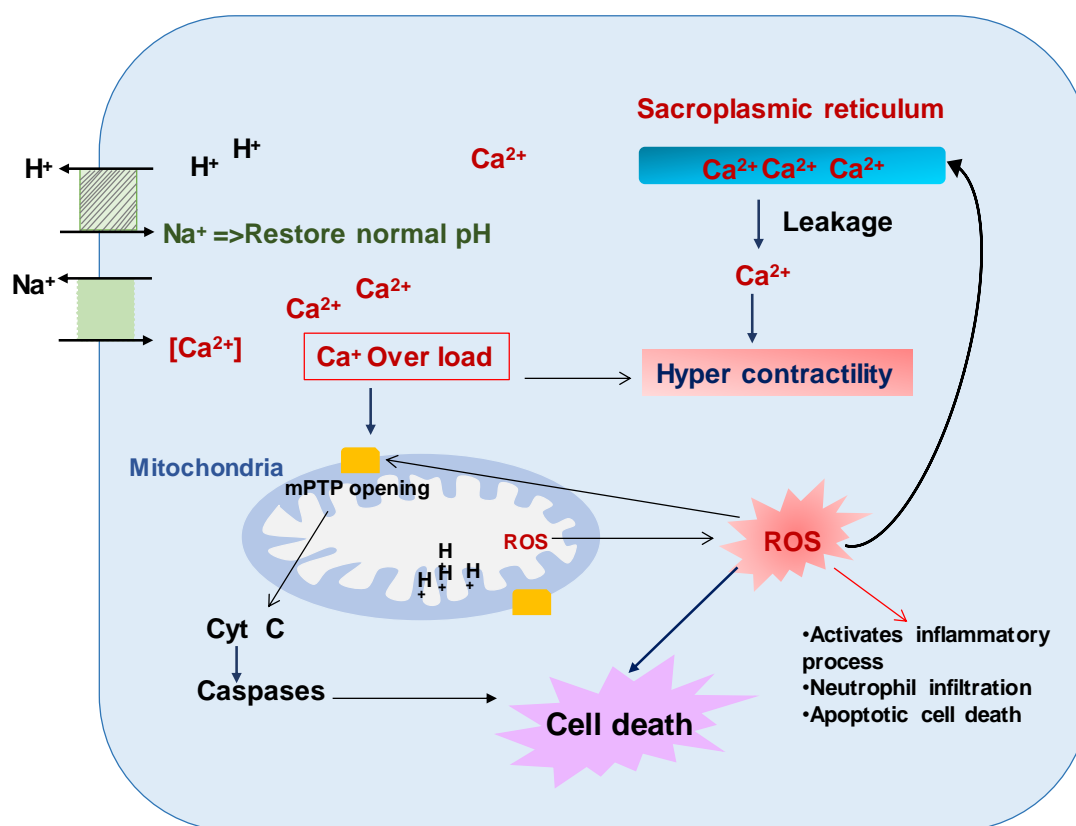 Sacroplasmic reticulum
H⁺
H⁺
H⁺
Ca²⁺
Ca²⁺ Ca²⁺ Ca²⁺
Na⁺ =>Restore normal pH
Leakage
Na⁺
Ca²⁺
Ca²⁺
Ca²⁺
[Ca²⁺]
Ca⁺ Over load
Hyper contractility
Mitochondria
mPTP opening
ROS
ROS
H⁺
H⁺
H⁺
H⁺
Cyt C
Caspases
Cell death
•Activates inflammatory
process
•Neutrophil infiltration
•Apoptotic cell death